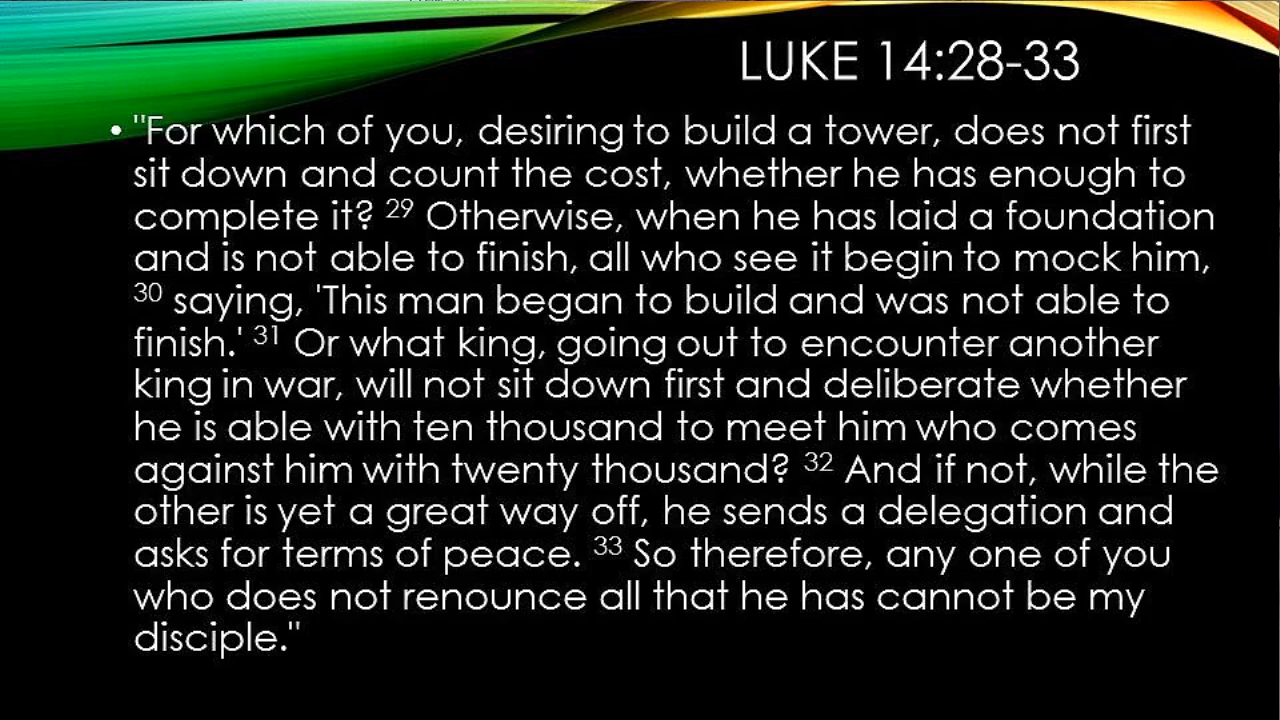 LUKE 14:28-33
• "For which of you, desiring to build a tower, does not first
sit down and count the cost, whether he has enough to
complete it? 29 Otherwise, when he has laid a foundation
and is not able to finish, all who see it begin to mock him,
30 saying, 'This man began to build and was not able to
finish.' 31 Or what king, going out to encounter another
king in war, will not sit down first and deliberate whether
he is able with ten thousand to meet him who comes
against him with twenty thousand? 32 And if not, while the
other is yet a great way off, he sends a delegation and
asks for terms of peace. 33 So therefore, any one of you
who does not renounce all that he has cannot be my
disciple."